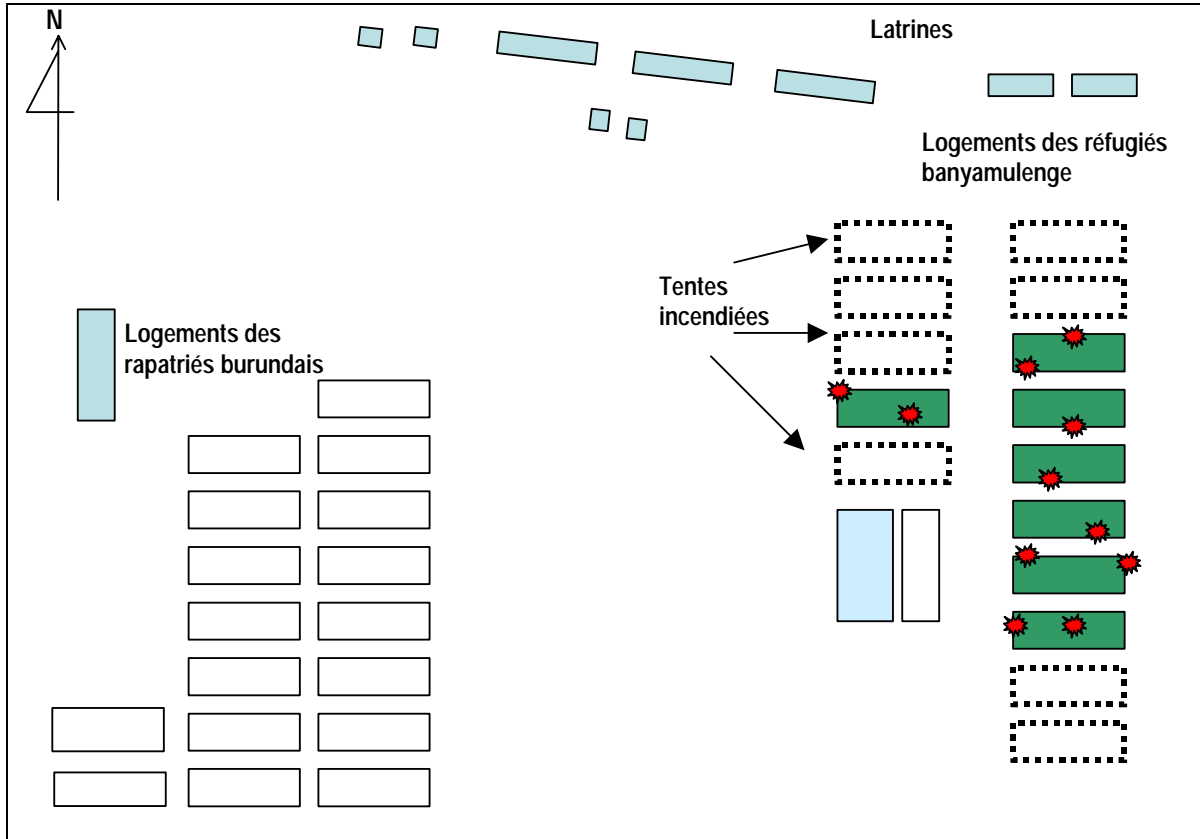 N
Latrines
Logements des réfugiés
banyamulenge
Tentes
incendiées
Logements des
rapatriés burundais